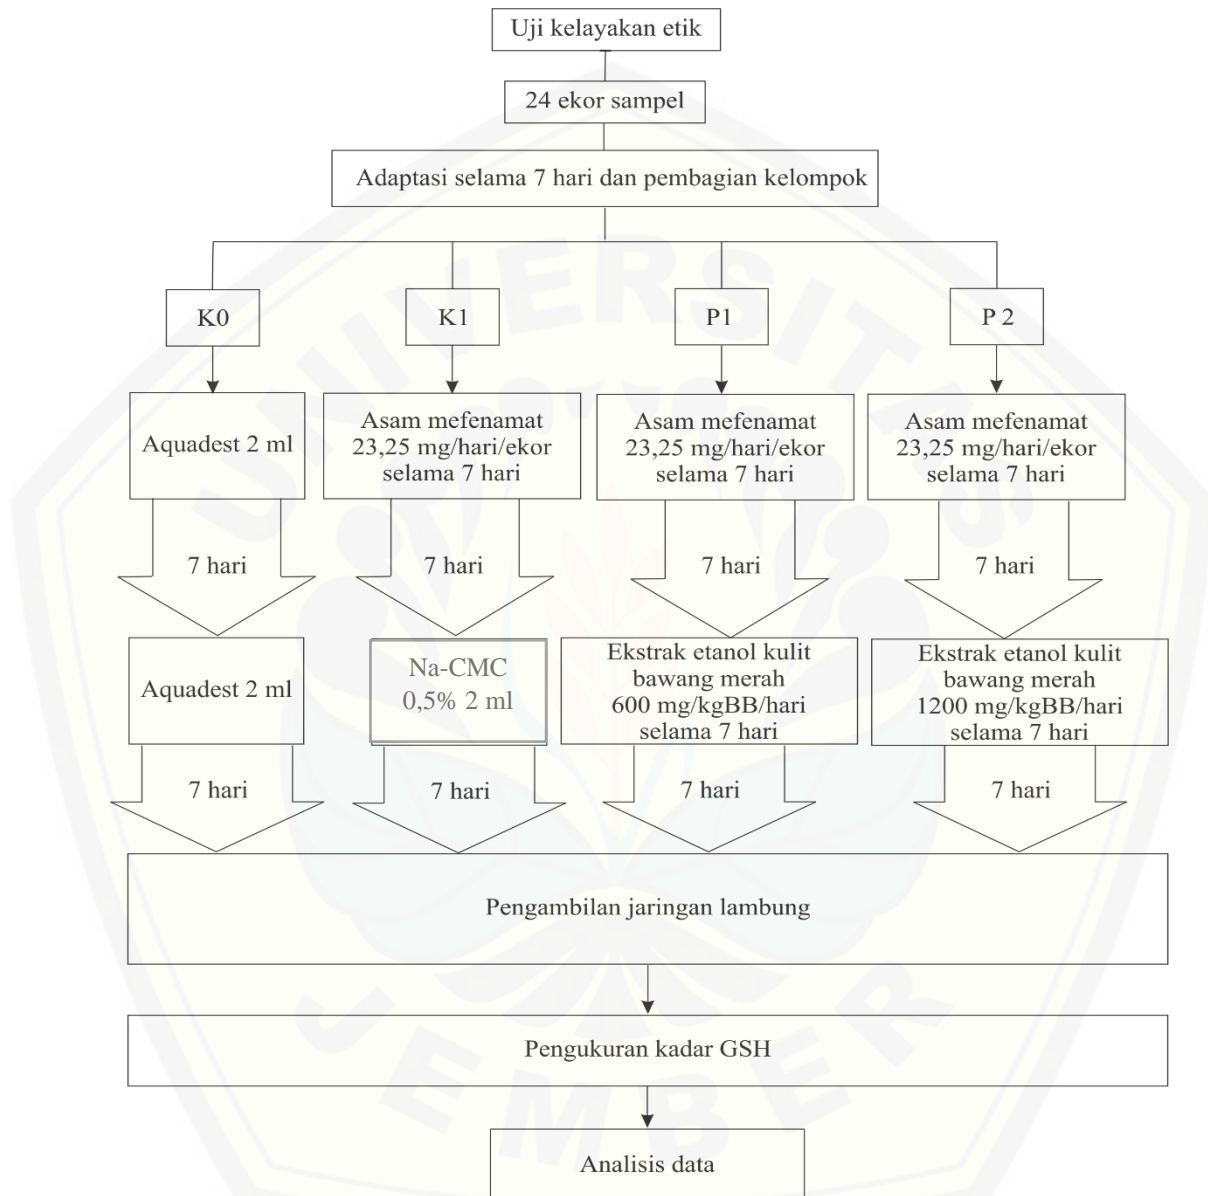 Uji kelayakan etik
24 ekor sampel
Adaptasi selama 7 hari dan pembagian kelompok
K0
K1
P1
P 2
Aquadest 2 ml
Asam mefenamat
23,25 mg/hari/ekor
selama 7 hari
Asam mefenamat
23,25 mg/hari/ekor
selama 7 hari
Asam mefenamat
23,25 mg/hari/ekor
selama 7 hari
7 hari
7 hari
7 hari
7 hari
Aquadest 2 ml
Na-CMC
0,5% 2 ml
Ekstrak etanol kulit
bawang merah
600 mg/kgBB/hari
selama 7 hari
Ekstrak etanol kulit
bawang merah
1200 mg/kgBB/hari
selama 7 hari
7 hari
7 hari
7 hari
7 hari
Pengambilan jaringan lambung
Pengukuran kadar GSH
Analisis data
UNIVERSITAS
JEMBER